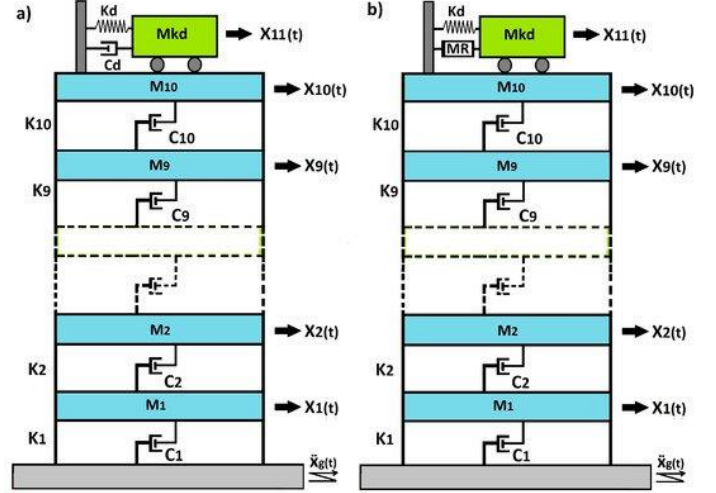 a)
Kd
Mkd
X11(t)
Cd
M10
X10(t)
K10
C10
M9
X9(t)
K9
C9
M2
X2(t)
K2
C2
M1
X1(t)
K1
C1
ẍg(t)
b)
Kd
Mkd
X11(t)
MR
M10
X10(t)
K10
C10
M9
X9(t)
K9
C9
M2
X2(t)
K2
C2
M1
X1(t)
K1
C1
ẍg(t)